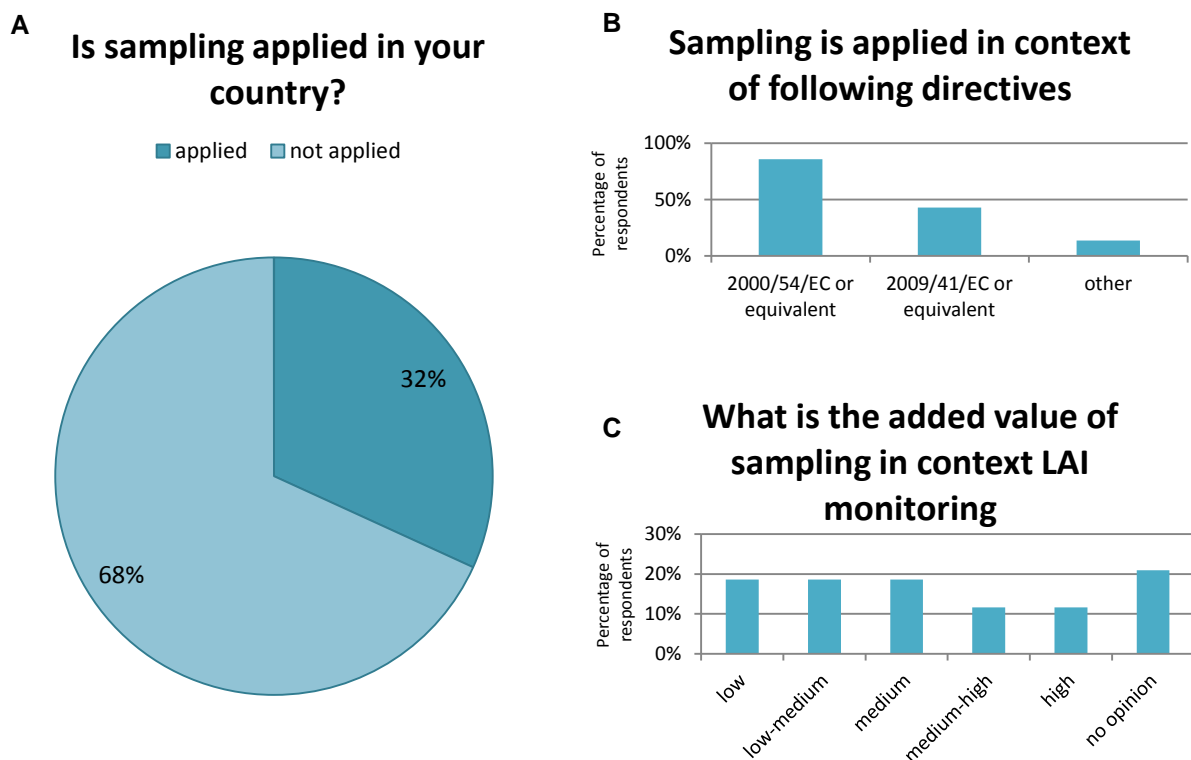 A
Is sampling applied in your
country?
applied not applied
32%
68%
B
Sampling is applied in context
of following directives
Percentage of
respondents
100%
50%
0%
2000/54/EC or
equivalent
2009/41/EC or
equivalent
other
C
What is the added value of
sampling in context LAI
monitoring
Percentage of
respondents
30%
20%
10%
0%
low
low-medium
medium
medium-high
high
no opinion